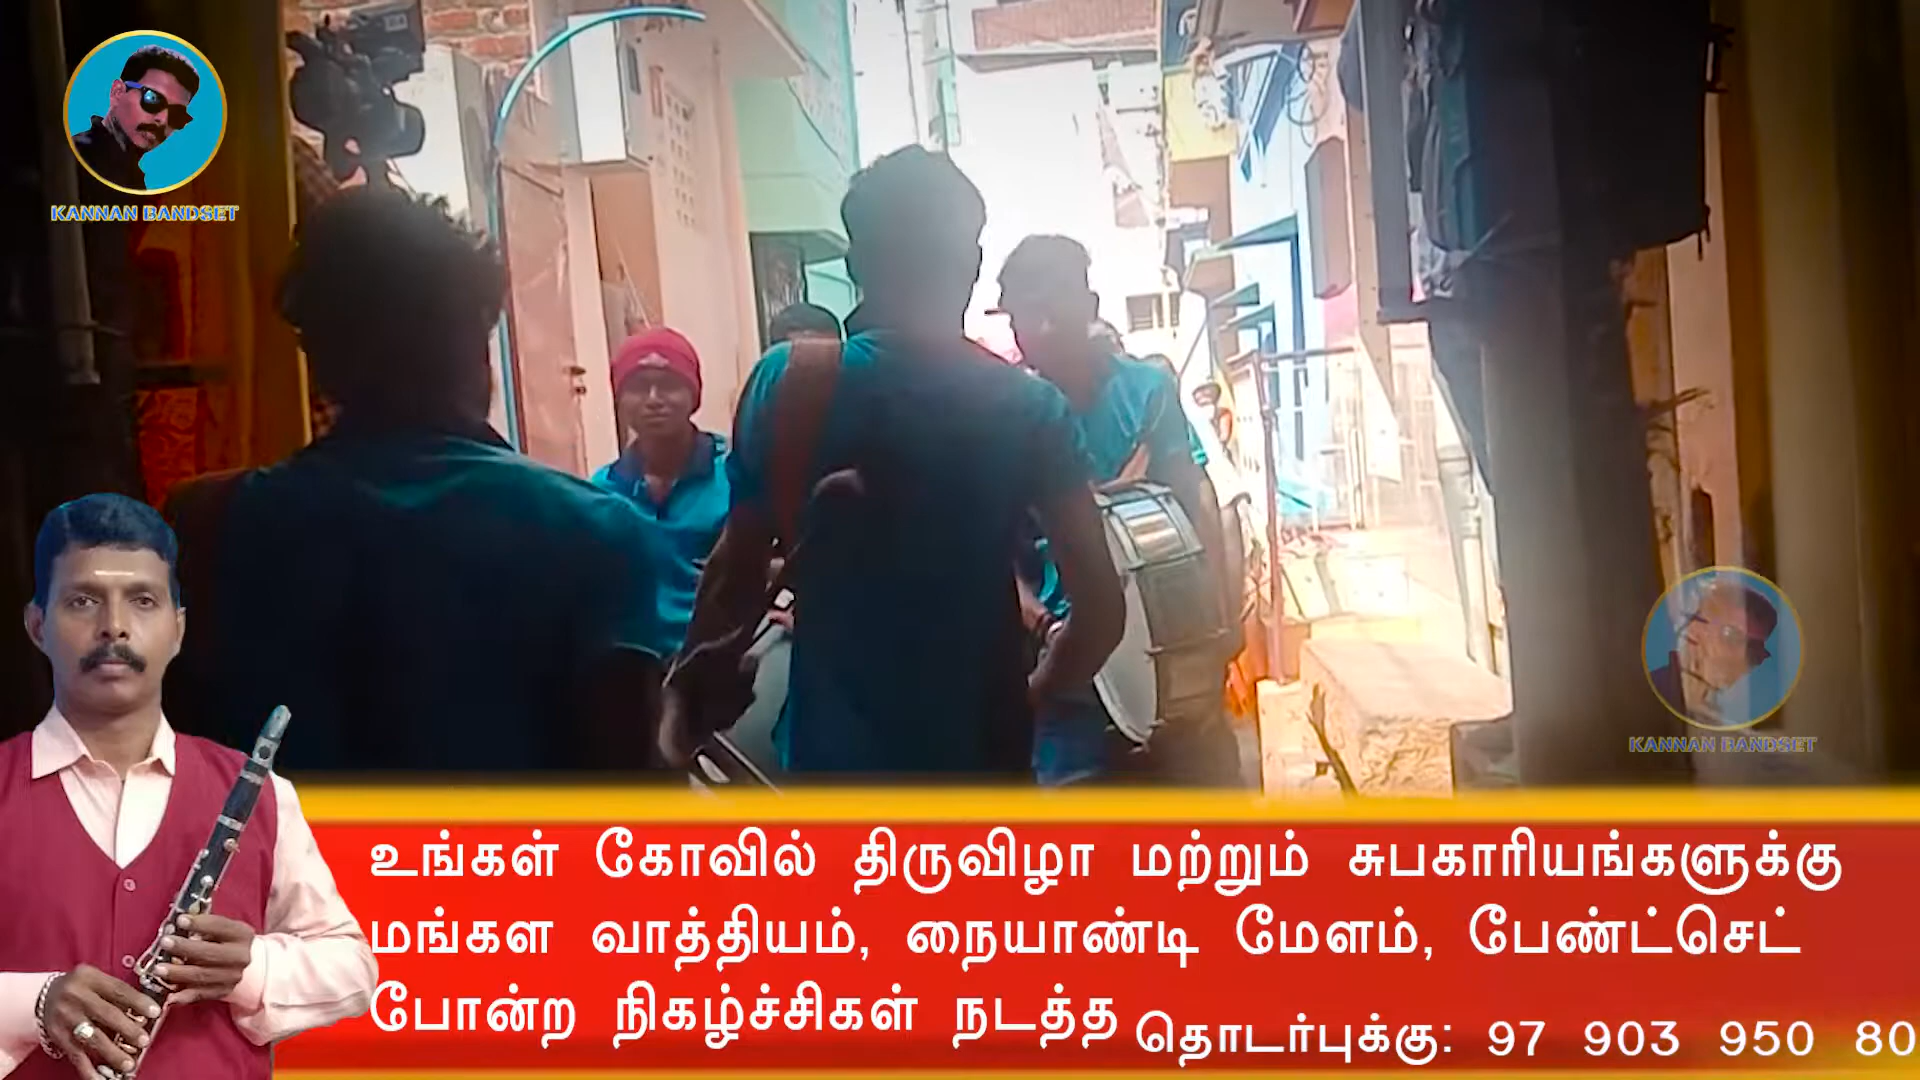 KANNAN BANDSET
KANNAN BANDSET
உங்கள் கோவில் திருவிழா மற்றும் சுபகாரியங்களுக்கு
மங்கள வாத்தியம், நையாண்டி மேளம், பேண்ட்செட்
போன்ற நிகழ்ச்சிகள் நடத்த
தொடர்புக்கு: 97 903 950 80